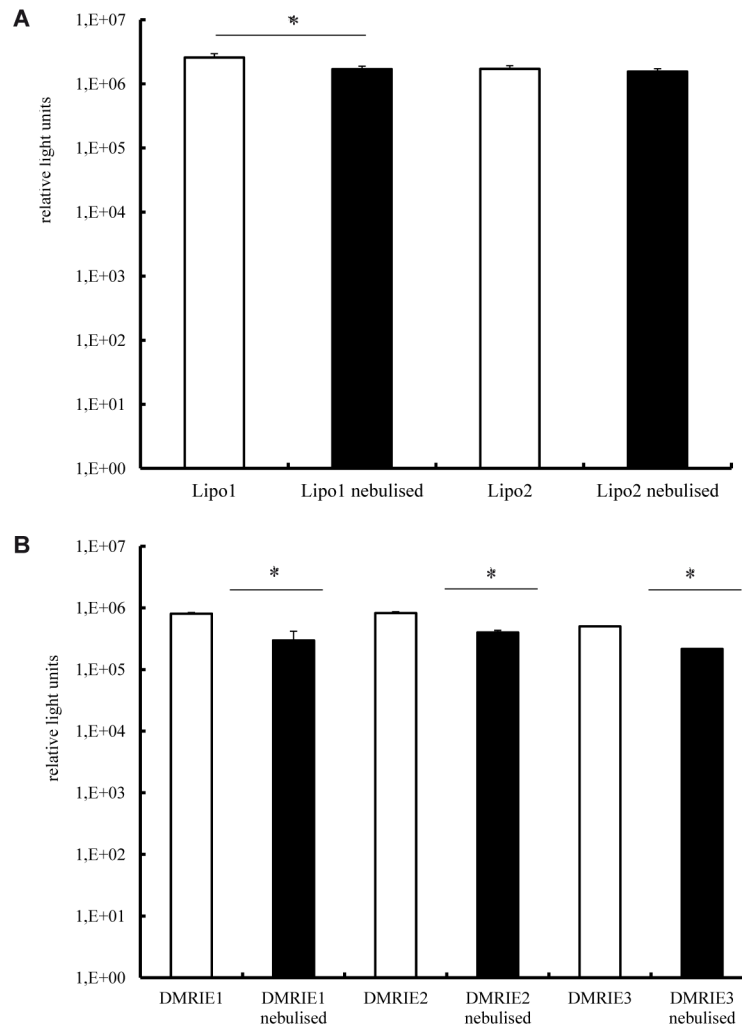 A
*
1,E+07
1,E+06
1,E+05
1,E+04
1,E+03
1,E+02
1,E+01
1,E+00
relative light units
Lipo1 Lipo1 nebulised Lipo2 Lipo2 nebulised
B
* * *
1,E+07
1,E+06
1,E+05
1,E+04
1,E+03
1,E+02
1,E+01
1,E+00
relative light units
DMRIE1 DMRIE1 DMRIE2 DMRIE2 DMRIE3 DMRIE3
nebulised nebulised nebulised